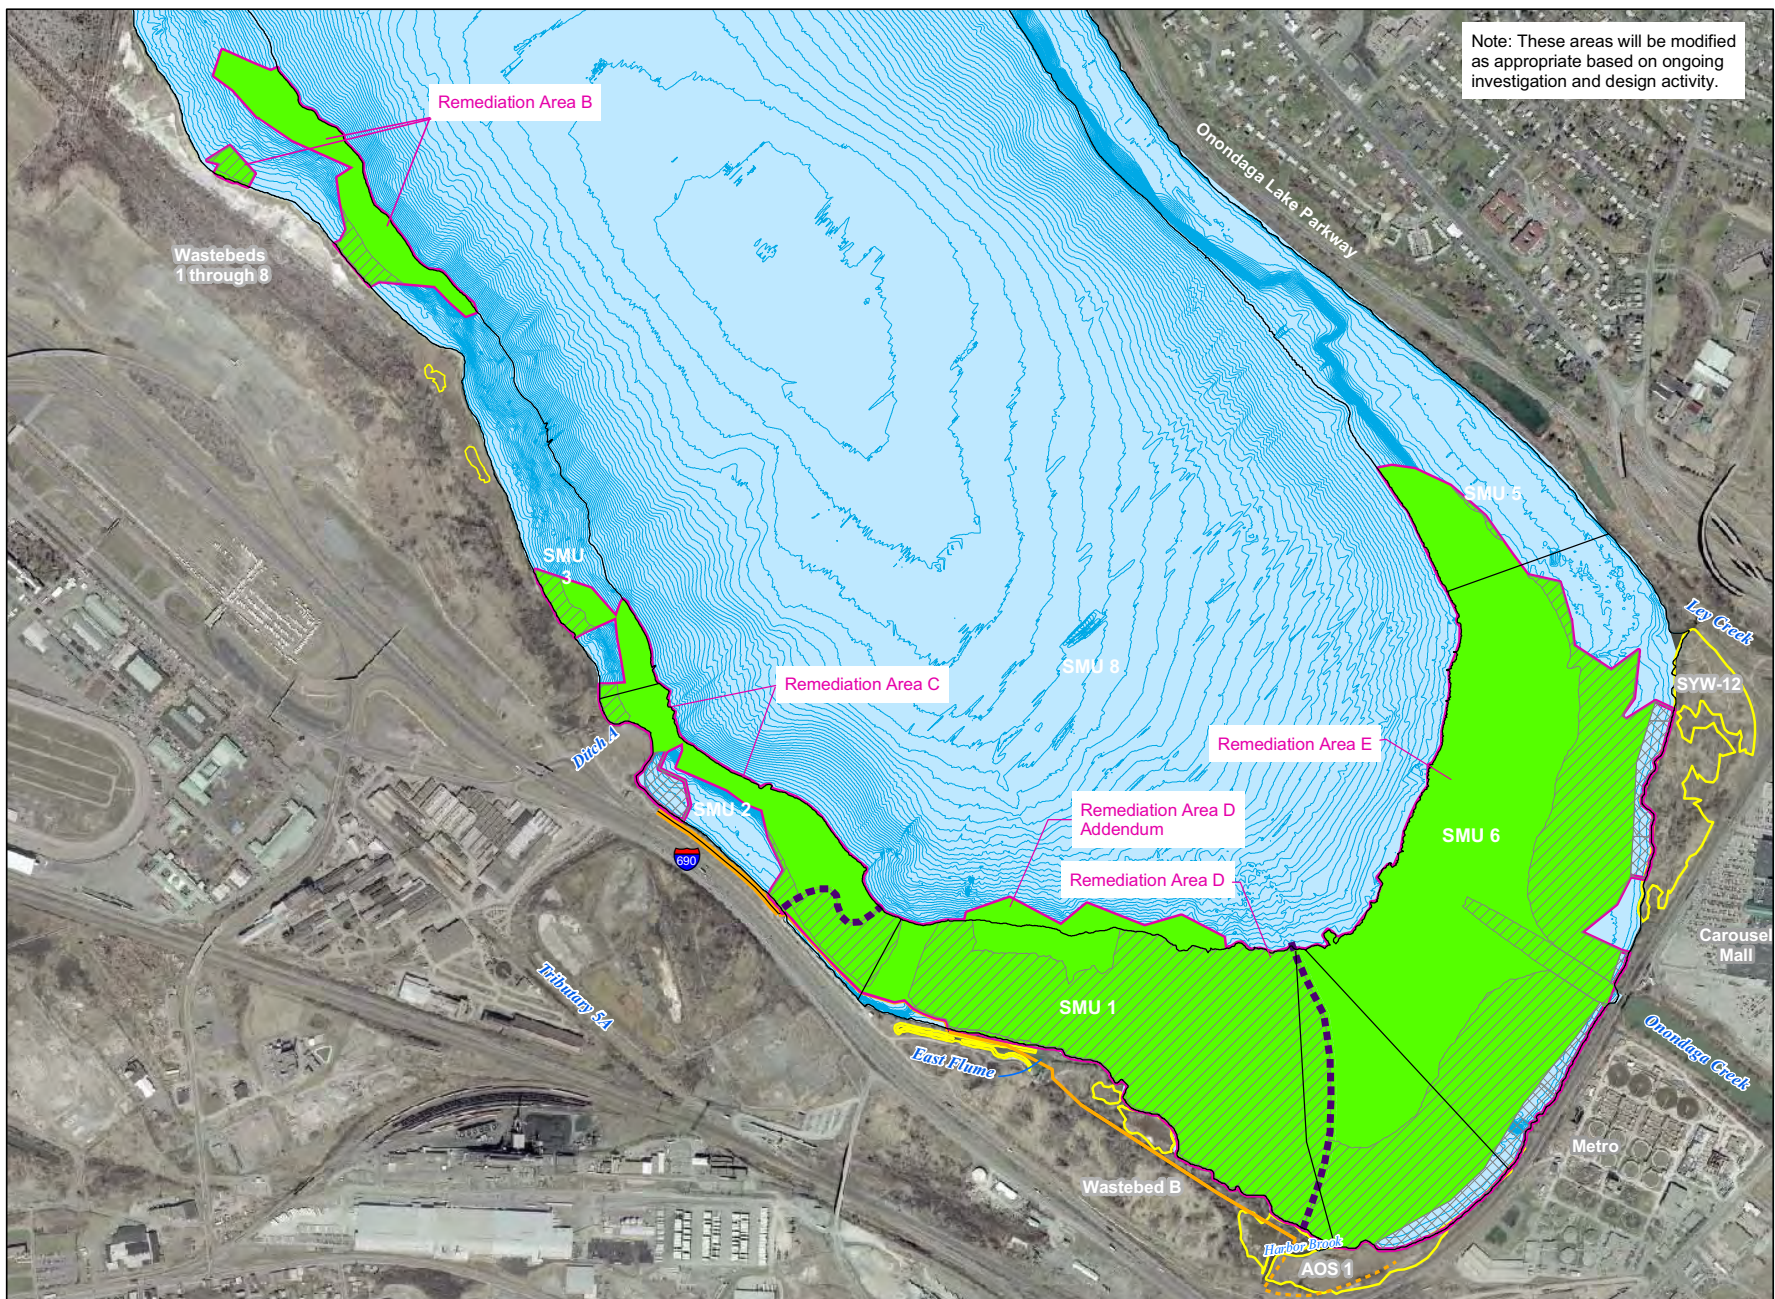 Note: These areas will be modified
as appropriate based on ongoing
investigation and design activity.
Remediation Area B
Onondaga Lake Parkway
Wastebeds
1 through 8
SMU 5
SMU
3
Ley Creek
SMU 8
SYW-12
Remediation Area C
Ditch A
Remediation Area E
SMU 2
Remediation Area D
Addendum
SMU 6
690
Remediation Area D
Carousel
Mall
Tributary 5A
SMU 1
Onondaga Creek
East Flume
Metro
Wastebed B
Harbor Brook
AOS 1